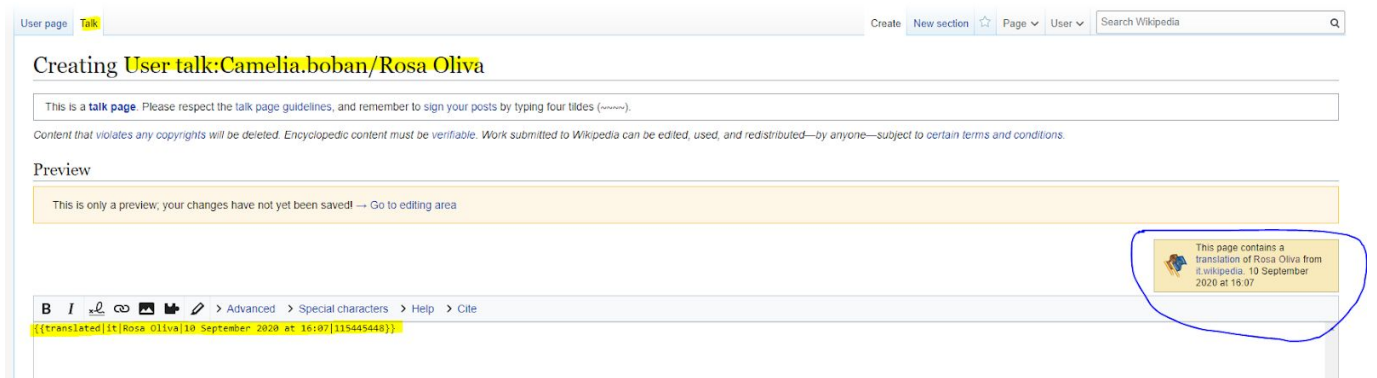 User page Talk Create New section Page User Search Wikipedia
Creating User talk:Camelia.boban/Rosa Oliva
This is a talk page. Please respect the talk page guidelines, and remember to sign your posts by typing four tildes (~~~~).
Content that violates any copyrights will be deleted. Encyclopedic content must be verifiable. Work submitted to Wikipedia can be edited, used, and redistributed—by anyone—subject to certain terms and conditions.
Preview
This is only a preview; your changes have not yet been saved! → Go to editing area
This page contains a
translation of Rosa Oliva from
it.wikipedia. 10 September
2020 at 16:07
B I Advanced Special characters Help Cite
{{translated|it|Rosa Oliva|10 September 2020 at 16:07|115445448}}